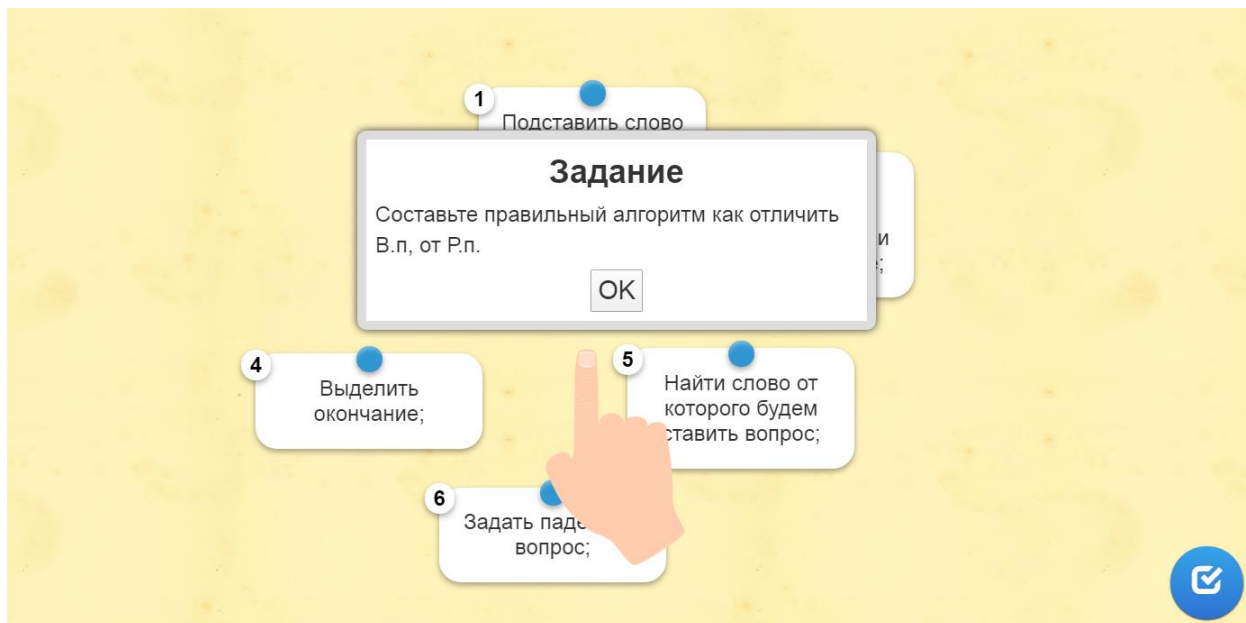 1
Подставить слово
Задание
Составьте правильный алгоритм как отличить
В.п, от Р.п.
OK
и
;
4
Выделить
окончание;
5
Найти слово от
которого будем
ставить вопрос;
6
Задать
вопрос;